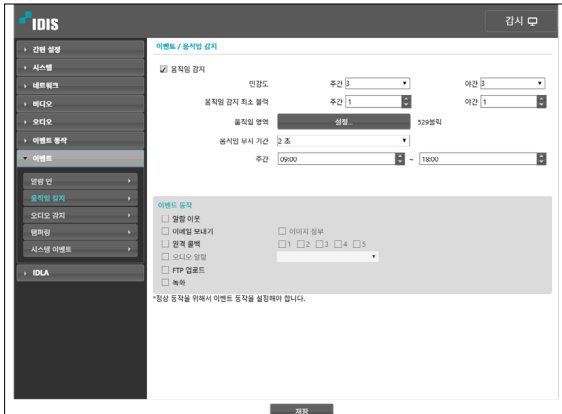 IDIS
감시
간편 설정
시스템
네트워크
비디오
오디오
이벤트 동작
이벤트
알람 인
움직임 감지
오디오 감지
탬퍼링
시스템 이벤트
IDLA
이벤트 / 움직임 감지
움직임 감지
민감도 주간 3 야간 3
움직임 감지 최소 블럭 주간 1 야간 1
움직임 영역 설정... 529블럭
움직임 무시 기간 2 초
주간 09:00 ~ 18:00
이벤트 동작
알람 아웃
이메일 보내기 이미지 첨부
원격 콜백 1 2 3 4 5
오디오 알람
FTP 업로드
녹화
*정상 동작을 위해서 이벤트 동작을 설정해야 합니다.
저장